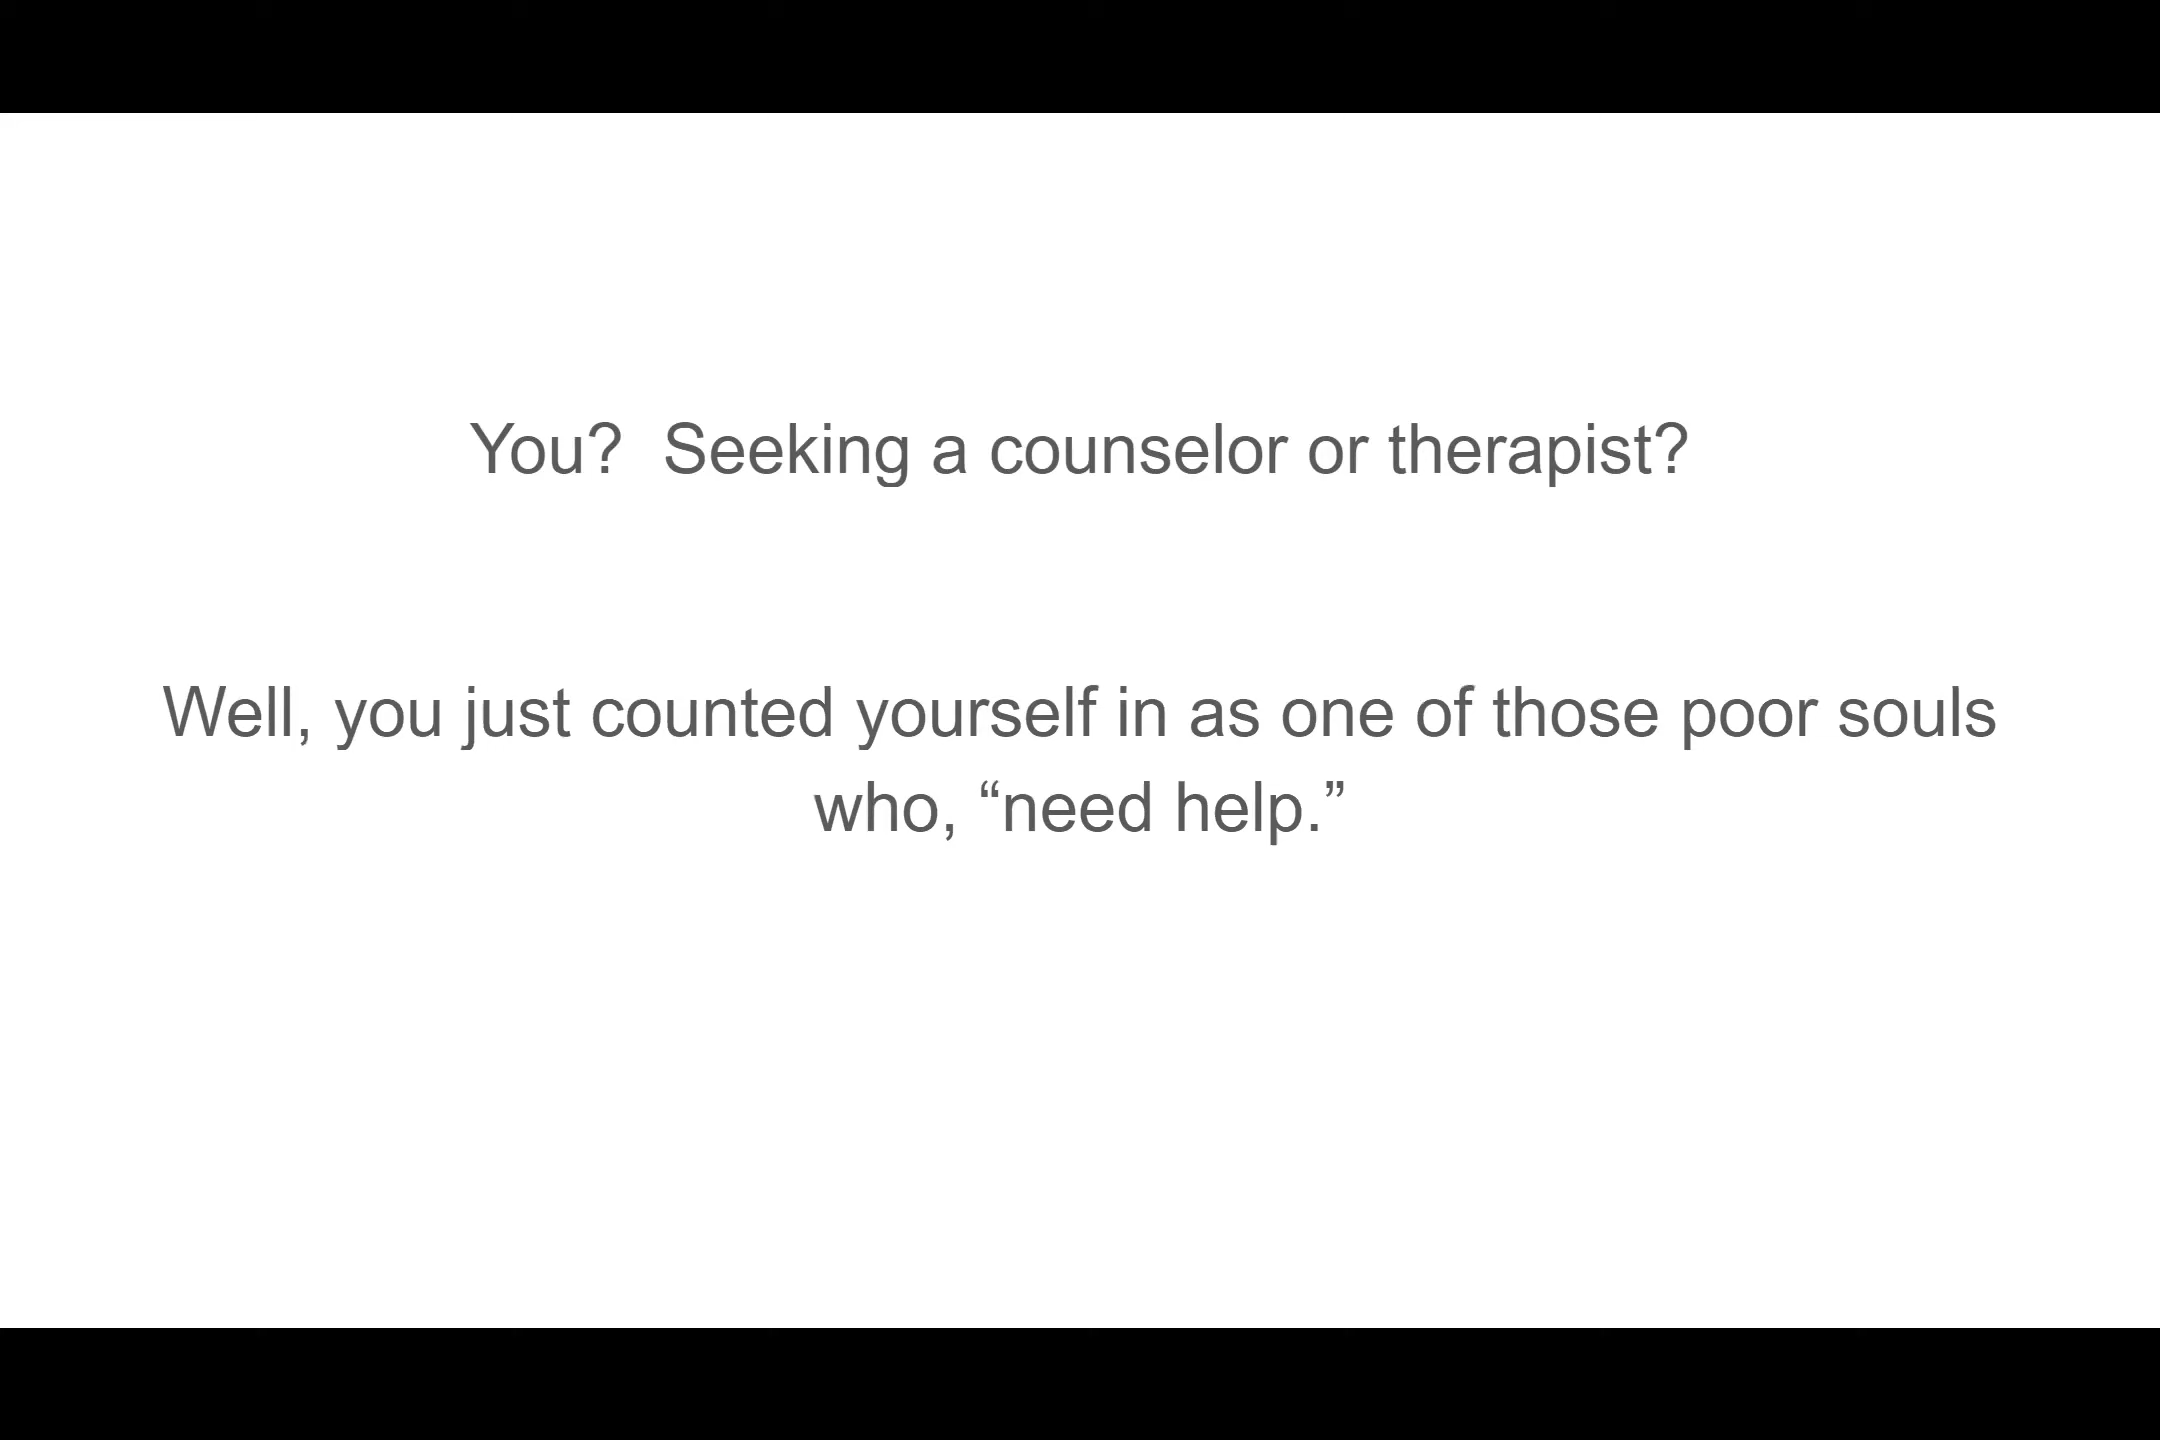 You?  Seeking a counselor or therapist?
Well, you just counted yourself in as one of those poor souls
who, “need help.”